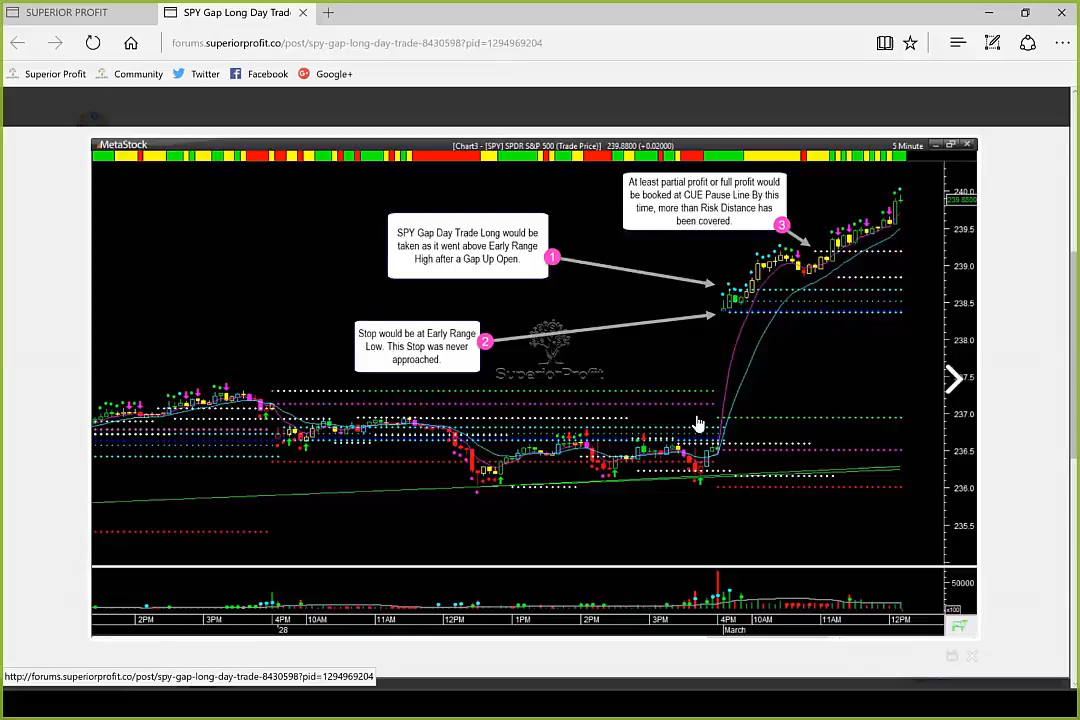 SUPERIOR PROFIT
SPY Gap Long Day Trad
forums.superiorprofit.co/post/spy-gap-long-day-trade-8430598?pid=1294969204
Superior Profit
Community
Twitter
Facebook
Google+
MetaStock
[Chart3 - [SPY] SPDR S&P 500 (Trade Price)] 239.8800 (+0.02000)
5 Minute
At least partial profit or full profit would
be booked at CUE Pause Line By this
time, more than Risk Distance has
been covered.
3
SPY Gap Day Trade Long would be
taken as it went above Early Range
High after a Gap Up Open.
1
Stop would be at Early Range
Low. This Stop was never
approached.
2
SuperiorProfit
240.0
239.8800
239.5
239.0
238.5
238.0
237.5
237.0
236.5
236.0
235.5
50000
x100
2PM
3PM
4PM
10AM
11AM
12PM
1PM
2PM
3PM
4PM
10AM
11AM
12PM
'28
March
http://forums.superiorprofit.co/post/spy-gap-long-day-trade-8430598?pid=1294969204